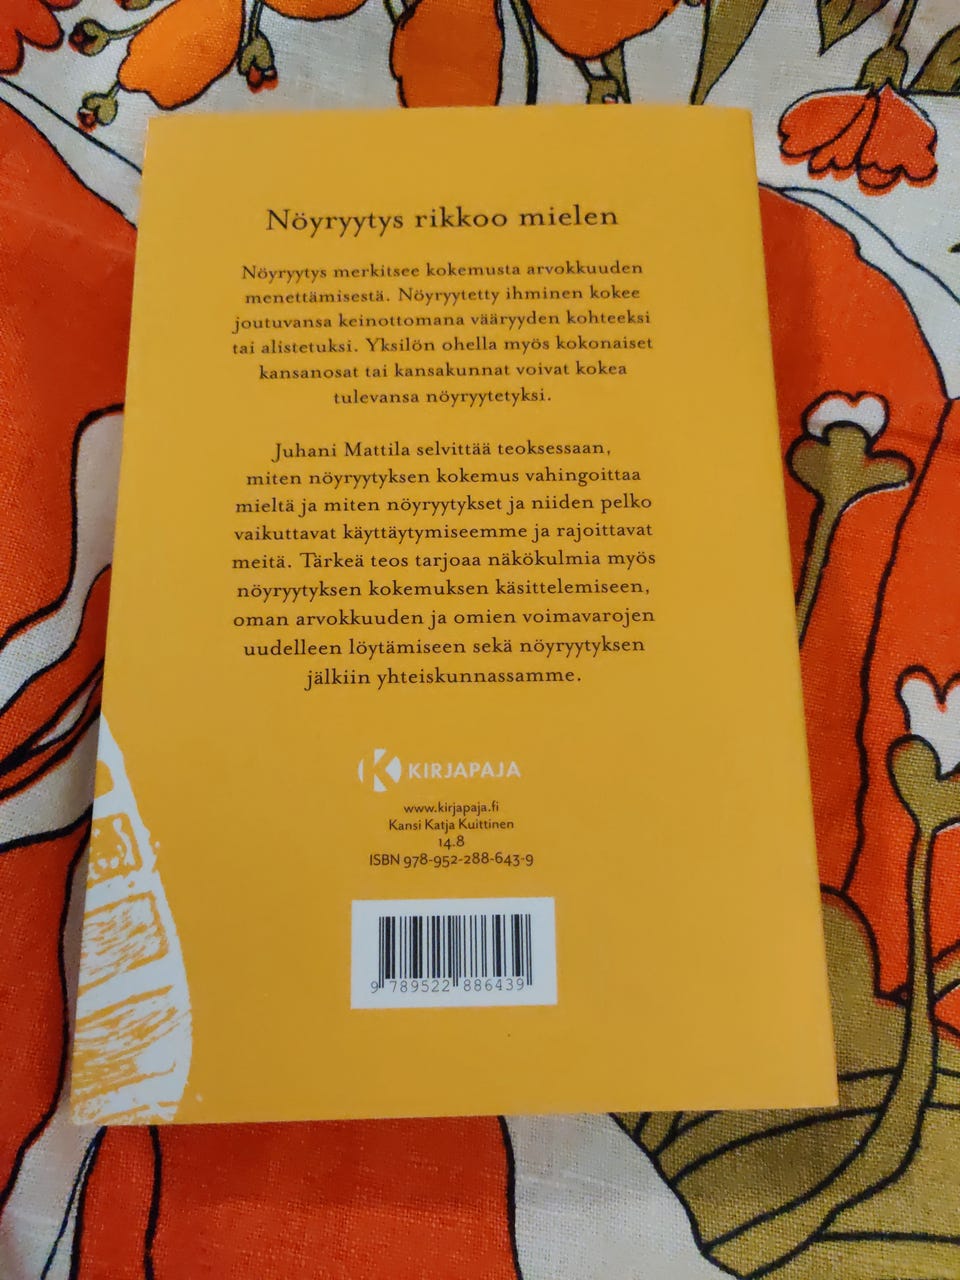 Nöyryytys rikkoo mielen
Nöyryytys merkitsee kokemusta arvokkuuden
menettämisestä. Nöyryytetty ihminen kokee
joutuvansa keinottomana vääryyden kohteeksi
tai alistetuksi. Yksilön ohella myös kokonaiset
kansanosat tai kansakunnat voivat kokea
tulevansa nöyryytetyksi.
Juhani Mattila selvittää teoksessaan,
miten nöyryytyksen kokemus vahingoittaa
mieltä ja miten nöyryytykset ja niiden pelko
vaikuttavat käyttäytymiseemme ja rajoittavat
meitä. Tärkeä teos tarjoaa näkökulmia myös
nöyryytyksen kokemuksen käsittelemiseen,
oman arvokkuuden ja omien voimavarojen
uudelleen löytämiseen sekä nöyryytyksen
jälkiin yhteiskunnassamme.
K KIRJAPAJA
www.kirjapaja.fi
Kansi Katja Kuittinen
14.8
ISBN 978-952-288-643-9
9 789522 886439